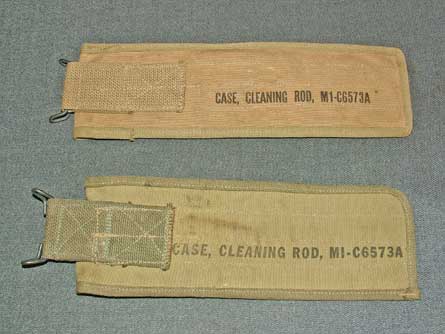 CASE, CLEANING ROD, M1-C6573A
CASE, CLEANING ROD, M1-C6573A